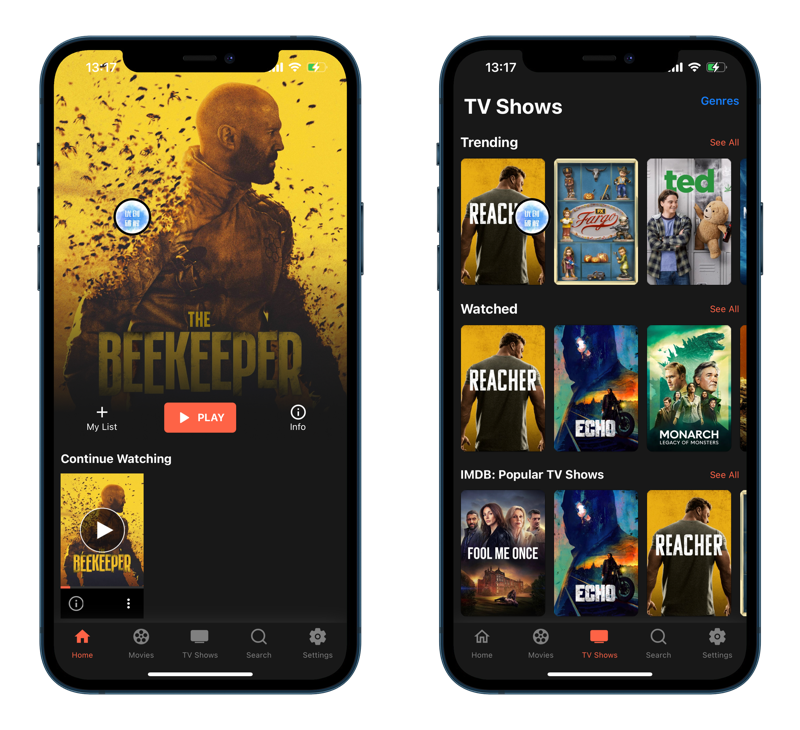 13:17
THE
BEEKEEPER
My List
PLAY
Info
Continue Watching
BEEKEEPER
Home
Movies
TV Shows
Search
Settings
13:17
TV Shows
Genres
Trending
See All
REACHER
FX
Fargo
ted
Watched
See All
REACHER
ECHO
MONARCH
LEGACY OF MONSTERS
IMDB: Popular TV Shows
See All
FOOL ME ONCE
ECHO
REACHER
Home
Movies
TV Shows
Search
Settings